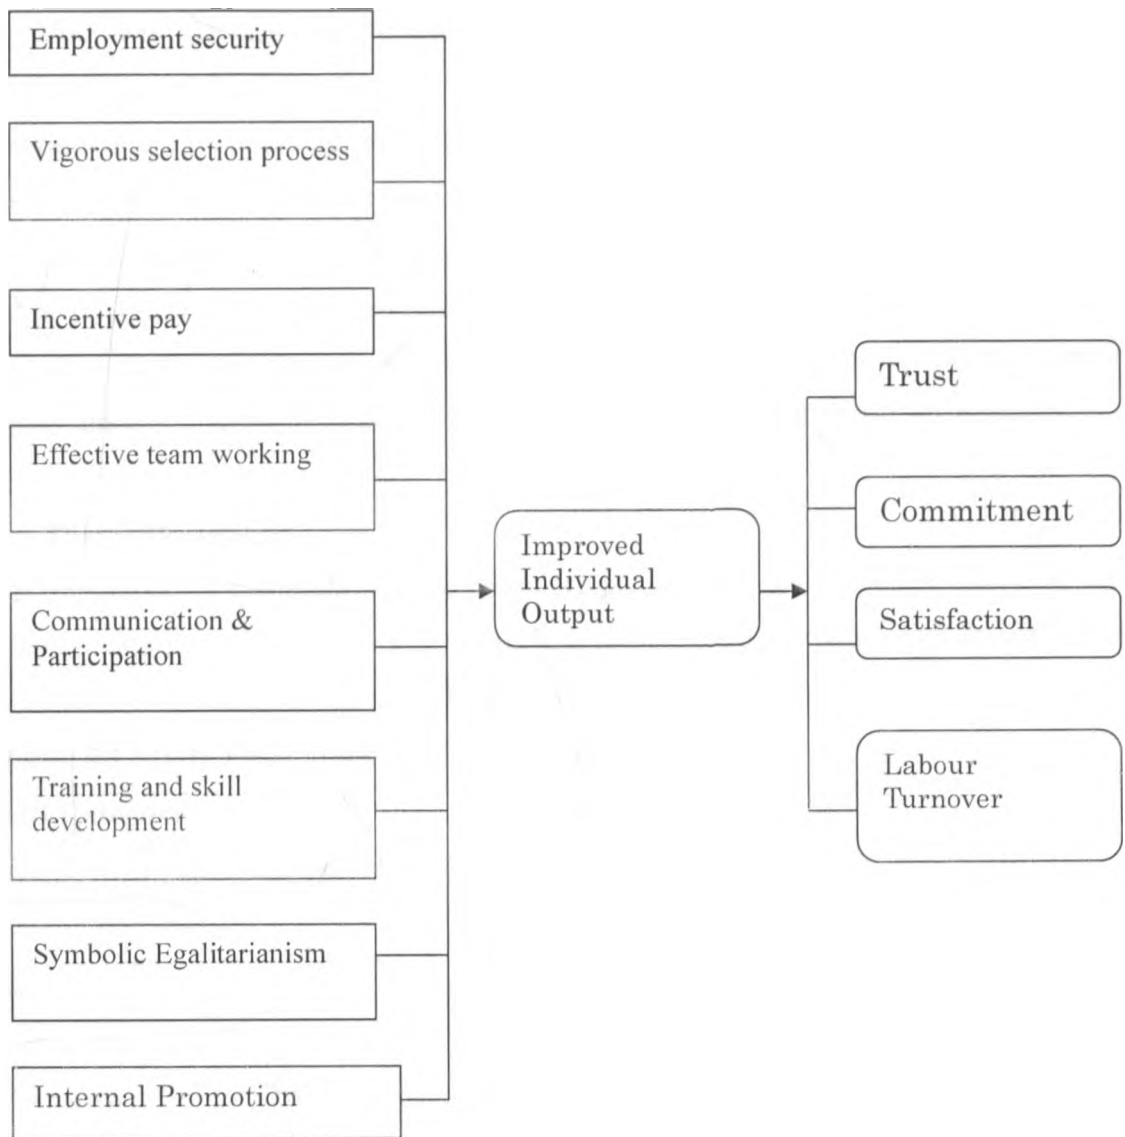 Employment security
Vigorous selection process
Incentive pay
Effective team working
Communication &
Participation
Training and skill
development
Symbolic Egalitarianism
Internal Promotion
Improved
Individual
Output
Trust
Commitment
Satisfaction
Labour
Turnover